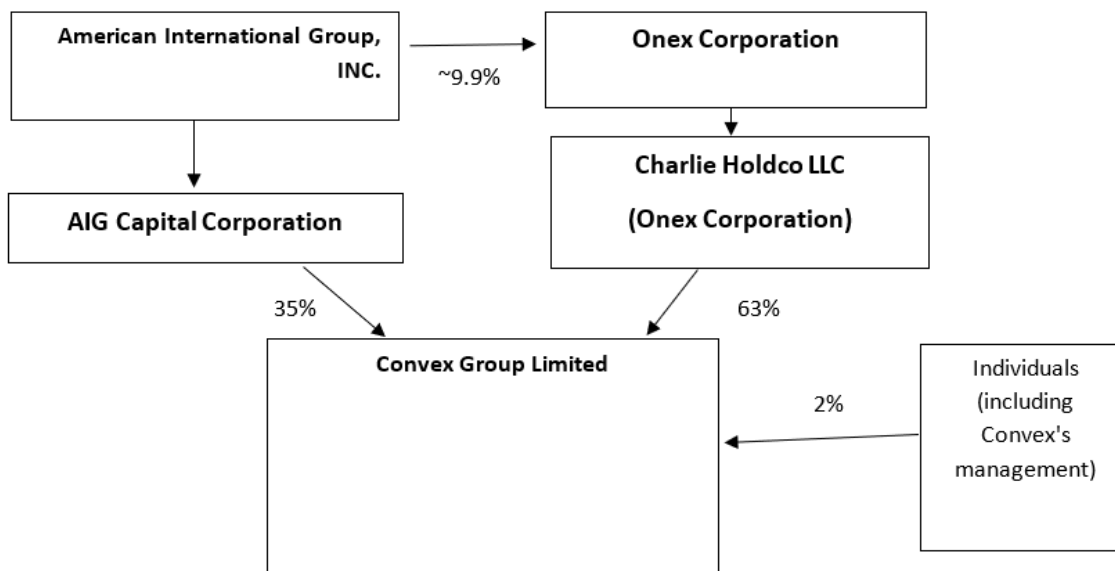 American International Group,
INC.
~9.9%
Onex Corporation
AIG Capital Corporation
Charlie Holdco LLC
(Onex Corporation)
35%
63%
Convex Group Limited
2%
Individuals
(including
Convex's
management)